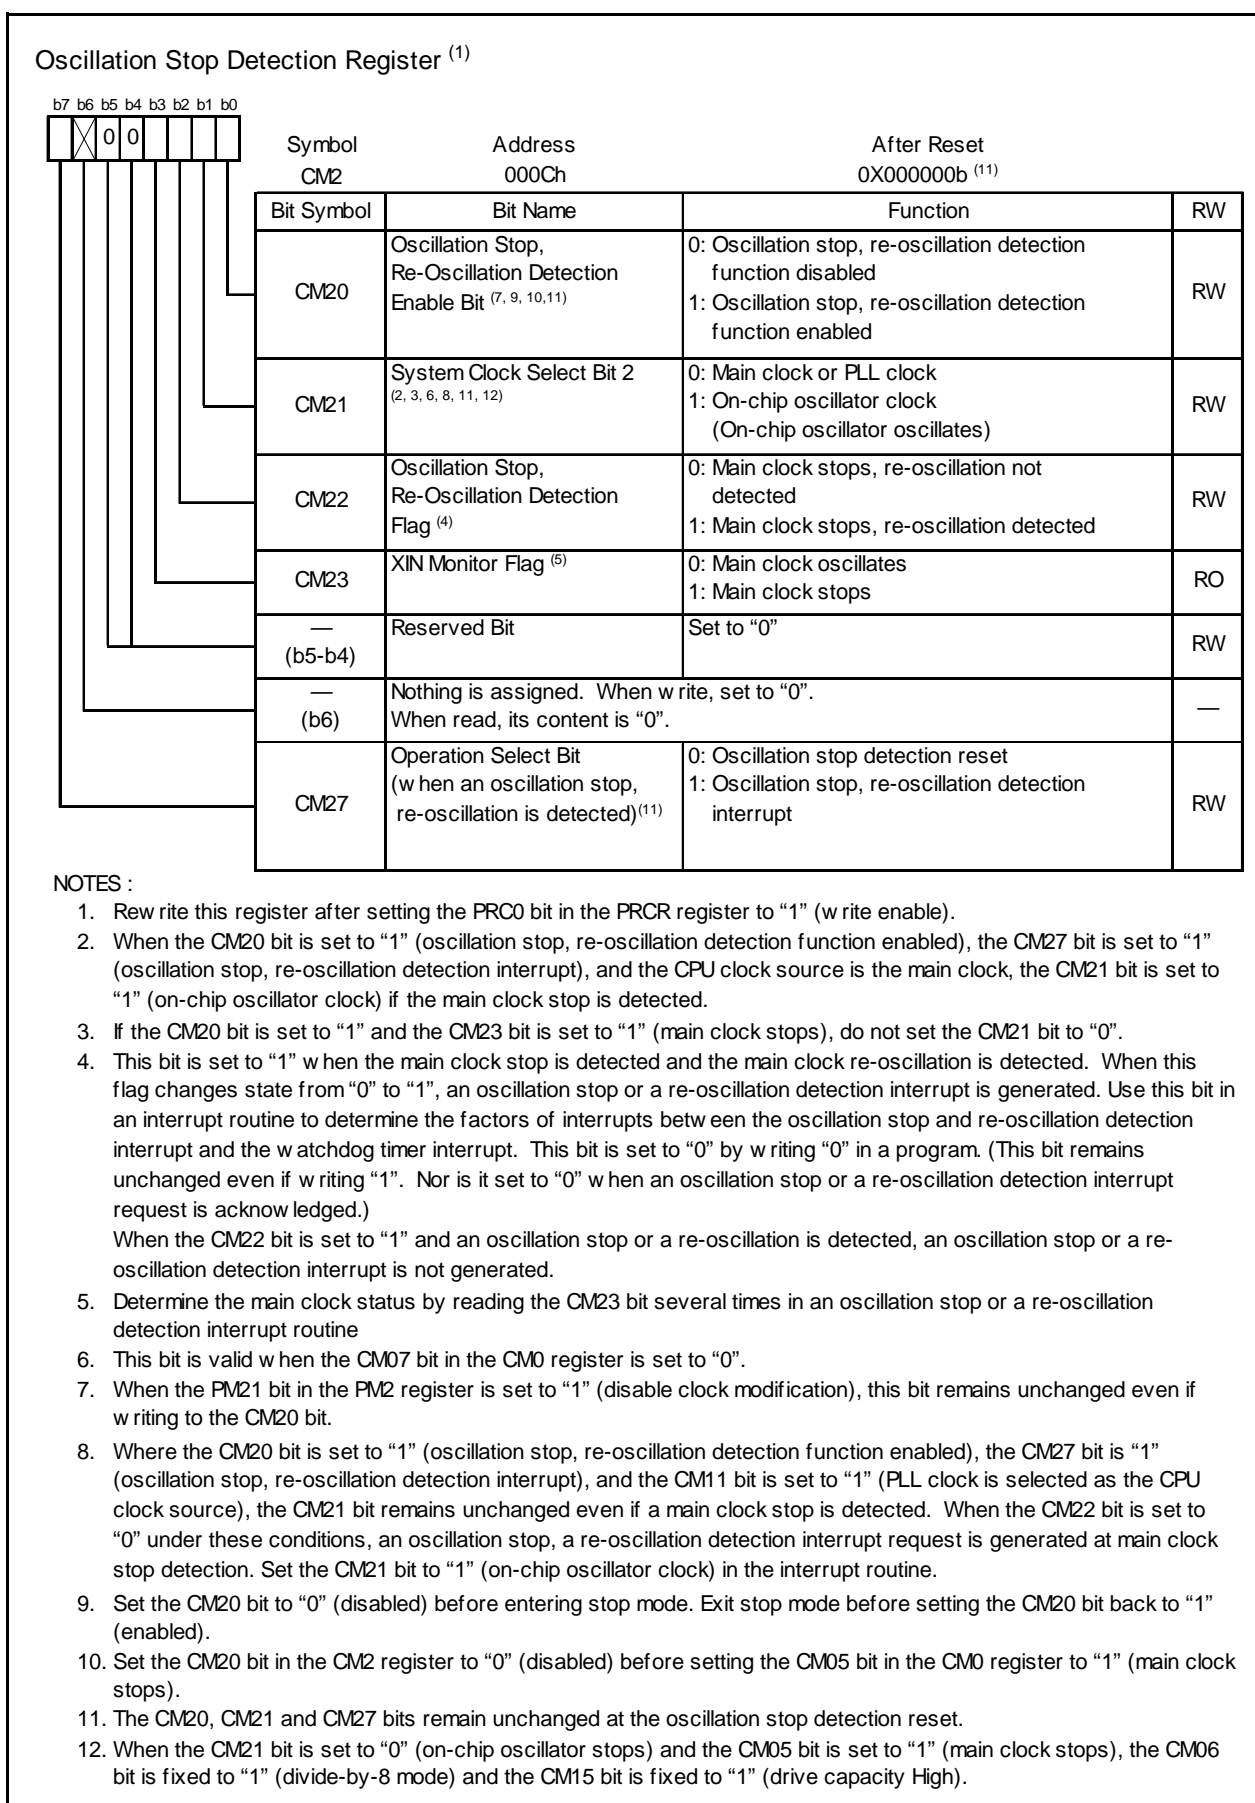 Oscillation Stop Detection Register (1)
b7 b6 b5 b4 b3 b2 b1 b0
0 0
Symbol Address After Reset
CM2 000Ch 0X000000b (11)
Bit Symbol Bit Name Function RW
CM20 Oscillation Stop, 0: Oscillation stop, re-oscillation detection RW
Re-Oscillation Detection function disabled
Enable Bit (7, 9, 10,11) 1: Oscillation stop, re-oscillation detection
function enabled
CM21 System Clock Select Bit 2 0: Main clock or PLL clock RW
(2, 3, 6, 8, 11, 12) 1: On-chip oscillator clock
(On-chip oscillator oscillates)
CM22 Oscillation Stop, 0: Main clock stops, re-oscillation not RW
Re-Oscillation Detection detected
Flag (4) 1: Main clock stops, re-oscillation detected
CM23 XIN Monitor Flag (5) 0: Main clock oscillates RO
1: Main clock stops
— Reserved Bit Set to “0” RW
(b5-b4)
— Nothing is assigned. When write, set to “0”. —
(b6) When read, its content is “0”.
CM27 Operation Select Bit 0: Oscillation stop detection reset RW
(when an oscillation stop, 1: Oscillation stop, re-oscillation detection
re-oscillation is detected)(11) interrupt
NOTES :
1. Rewrite this register after setting the PRC0 bit in the PRCR register to “1” (write enable).
2. When the CM20 bit is set to “1” (oscillation stop, re-oscillation detection function enabled), the CM27 bit is set to “1”
(oscillation stop, re-oscillation detection interrupt), and the CPU clock source is the main clock, the CM21 bit is set to
“1” (on-chip oscillator clock) if the main clock stop is detected.
3. If the CM20 bit is set to “1” and the CM23 bit is set to “1” (main clock stops), do not set the CM21 bit to “0”.
4. This bit is set to “1” when the main clock stop is detected and the main clock re-oscillation is detected. When this
flag changes state from “0” to “1”, an oscillation stop or a re-oscillation detection interrupt is generated. Use this bit in
an interrupt routine to determine the factors of interrupts between the oscillation stop and re-oscillation detection
interrupt and the watchdog timer interrupt. This bit is set to “0” by writing “0” in a program. (This bit remains
unchanged even if writing “1”. Nor is it set to “0” when an oscillation stop or a re-oscillation detection interrupt
request is acknowledged.)
When the CM22 bit is set to “1” and an oscillation stop or a re-oscillation is detected, an oscillation stop or a re-
oscillation detection interrupt is not generated.
5. Determine the main clock status by reading the CM23 bit several times in an oscillation stop or a re-oscillation
detection interrupt routine
6. This bit is valid when the CM07 bit in the CM0 register is set to “0”.
7. When the PM21 bit in the PM2 register is set to “1” (disable clock modification), this bit remains unchanged even if
writing to the CM20 bit.
8. Where the CM20 bit is set to “1” (oscillation stop, re-oscillation detection function enabled), the CM27 bit is “1”
(oscillation stop, re-oscillation detection interrupt), and the CM11 bit is set to “1” (PLL clock is selected as the CPU
clock source), the CM21 bit remains unchanged even if a main clock stop is detected. When the CM22 bit is set to
“0” under these conditions, an oscillation stop, a re-oscillation detection interrupt request is generated at main clock
stop detection. Set the CM21 bit to “1” (on-chip oscillator clock) in the interrupt routine.
9. Set the CM20 bit to “0” (disabled) before entering stop mode. Exit stop mode before setting the CM20 bit back to “1”
(enabled).
10. Set the CM20 bit in the CM2 register to “0” (disabled) before setting the CM05 bit in the CM0 register to “1” (main clock
stops).
11. The CM20, CM21 and CM27 bits remain unchanged at the oscillation stop detection reset.
12. When the CM21 bit is set to “0” (on-chip oscillator stops) and the CM05 bit is set to “1” (main clock stops), the CM06
bit is fixed to “1” (divide-by-8 mode) and the CM15 bit is fixed to “1” (drive capacity High).